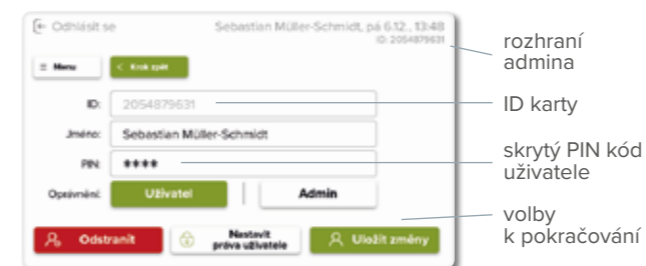 Odhlásit se
Sebastian Müller-Schmidt, pá 6.12., 13:48
ID: 2054879631
Menu
< Krok zpět
ID: 2054879631
Jméno: Sebastian Müller-Schmidt
PIN: ****
Oprávnění: Uživatel Admin
Odstranit
Nastavit
práva uživatele
Uložit změny
rozhraní
admina
ID karty
skrytý PIN kód
uživatele
volby
k pokračování